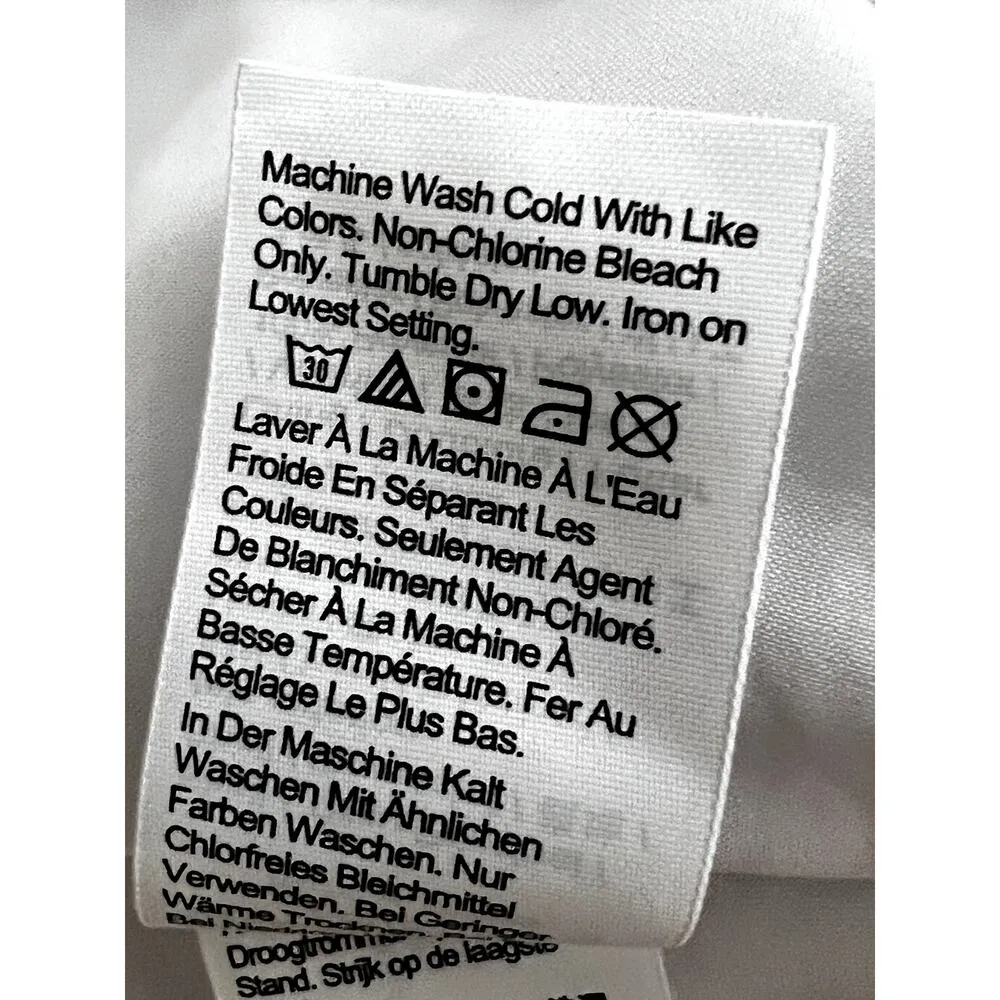 Machine Wash Cold With Like
Colors. Non-Chlorine Bleach
Only. Tumble Dry Low. Iron on
Lowest Setting.
30
Laver À La Machine À L'Eau
Froide En Séparant Les
Couleurs. Seulement Agent
De Blanchiment Non-Chloré.
Sécher À La Machine À
Basse Température. Fer Au
Réglage Le Plus Bas.
In Der Maschine Kalt
Waschen Mit Ähnlichen
Farben Waschen. Nur
Chlorfreies Bleichmittel
Verwenden. Bei Geringer
Wärme Trocknen.
Bei
Stand. Strijk op de laagste